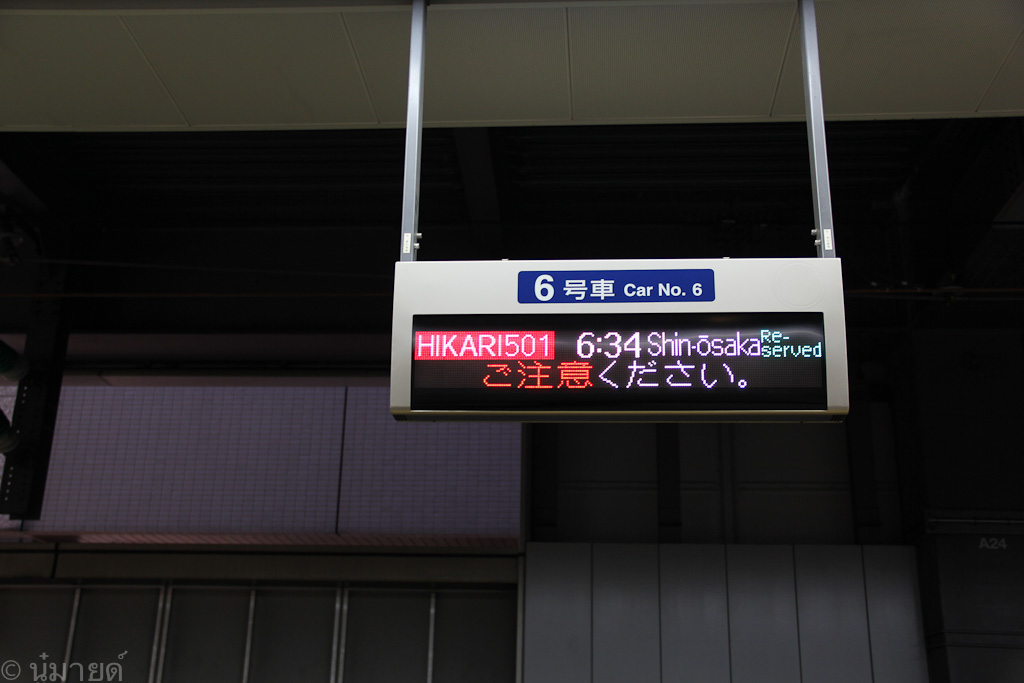 6号車 Car No. 6
HIKARI501 6:34 Shin-ōsaka Re-
served
ご注意ください。
A24
© นํ๋มายด์